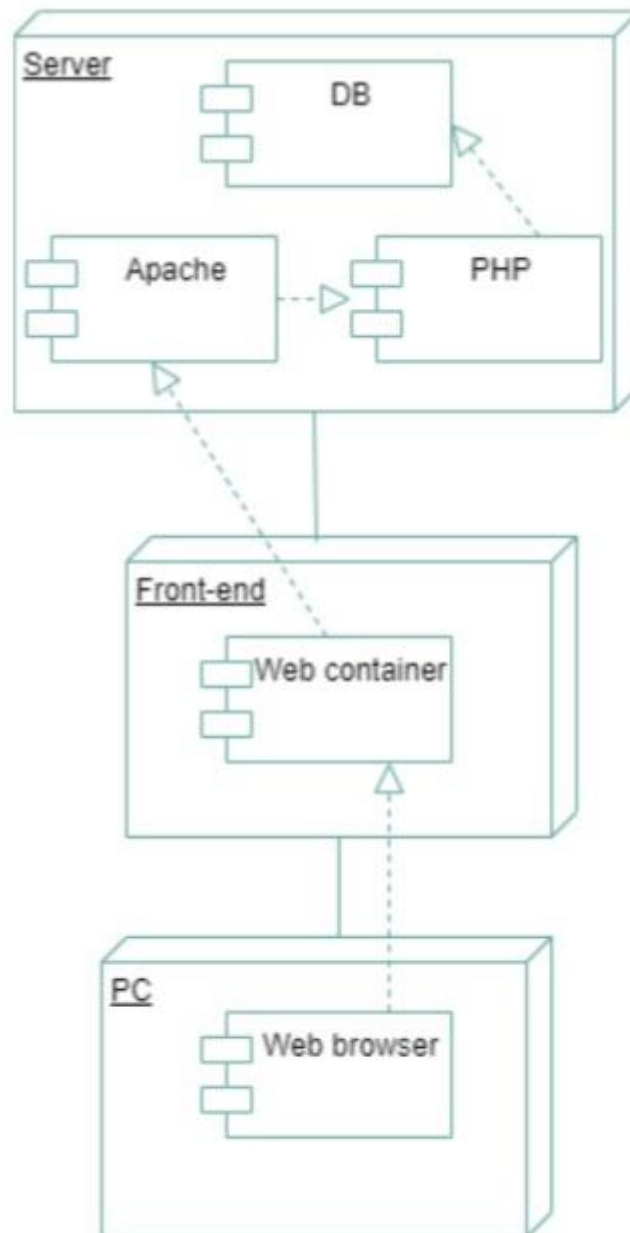 Server
DB
Apache
PHP
Front-end
Web container
PC
Web browser